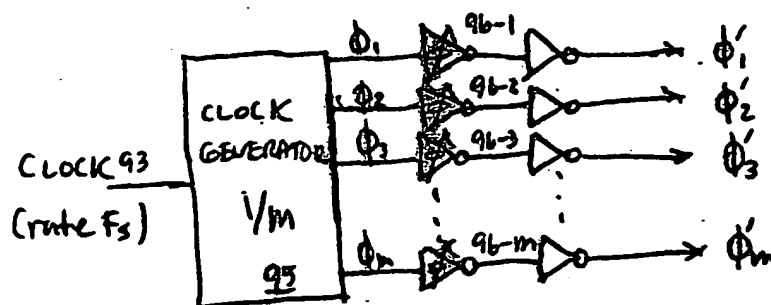 ϕ1 96-1 ϕ'1
ϕ2 96-2 ϕ'2
ϕ3 96-3 ϕ'3
CLOCK
GENERATOR
1/m
95
CLOCK 93
(rate Fs)
ϕm 96-m ϕ'm